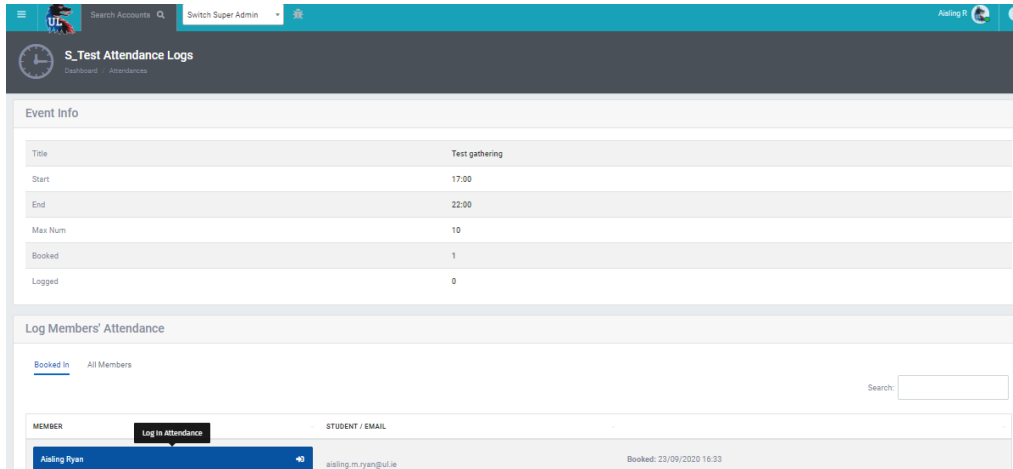 UL
Search Accounts
Switch Super Admin
Aisling R
S_Test Attendance Logs
Dashboard / Attendances
Event Info
Title Test gathering
Start 17:00
End 22:00
Max Num 10
Booked 1
Logged 0
Log Members' Attendance
Booked In All Members
Search:
MEMBER STUDENT / EMAIL
Log In Attendance
Aisling Ryan aisling.m.ryan@ul.ie Booked: 23/09/2020 16:33